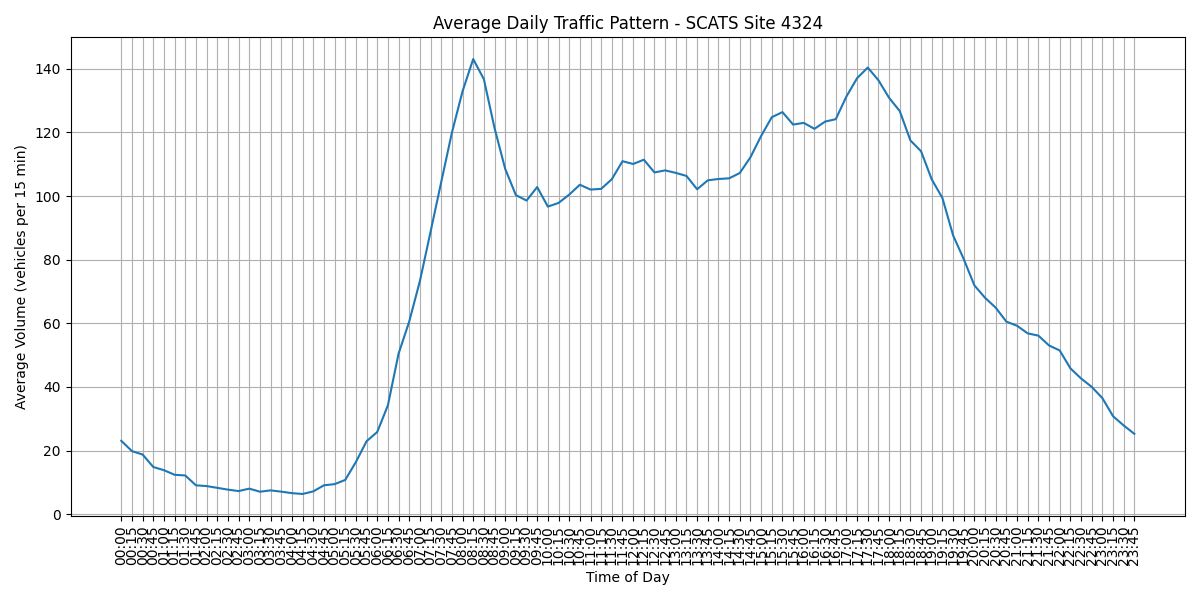 Average Daily Traffic Pattern - SCATS Site 4324
Average Volume (vehicles per 15 min)
140
120
100
80
60
40
20
0
00:00 00:15 00:30 00:45 01:00 01:15 01:30 01:45 02:00 02:15 02:30 02:45 03:00 03:15 03:30 03:45 04:00 04:15 04:30 04:45 05:00 05:15 05:30 05:45 06:00 06:15 06:30 06:45 07:00 07:15 07:30 07:45 08:00 08:15 08:30 08:45 09:00 09:15 09:30 09:45 10:00 10:15 10:30 10:45 11:00 11:15 11:30 11:45 12:00 12:15 12:30 12:45 13:00 13:15 13:30 13:45 14:00 14:15 14:30 14:45 15:00 15:15 15:30 15:45 16:00 16:15 16:30 16:45 17:00 17:15 17:30 17:45 18:00 18:15 18:30 18:45 19:00 19:15 19:30 19:45 20:00 20:15 20:30 20:45 21:00 21:15 21:30 21:45 22:00 22:15 22:30 22:45 23:00 23:15 23:30 23:45
Time of Day